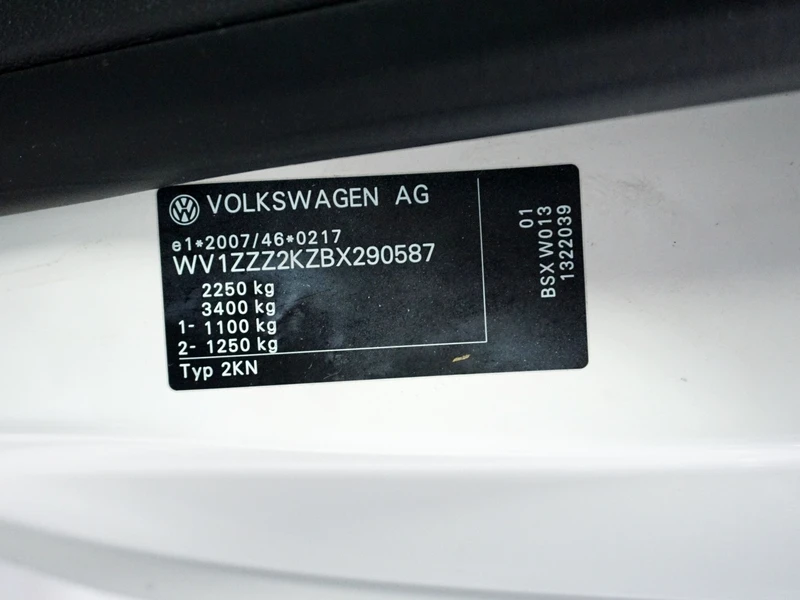 VOLKSWAGEN AG
e1*2007/46*0217
WV1ZZZ2KZBX290587
2250 kg
3400 kg
1- 1100 kg
2- 1250 kg
Typ 2KN
01
BSX W013
1322039